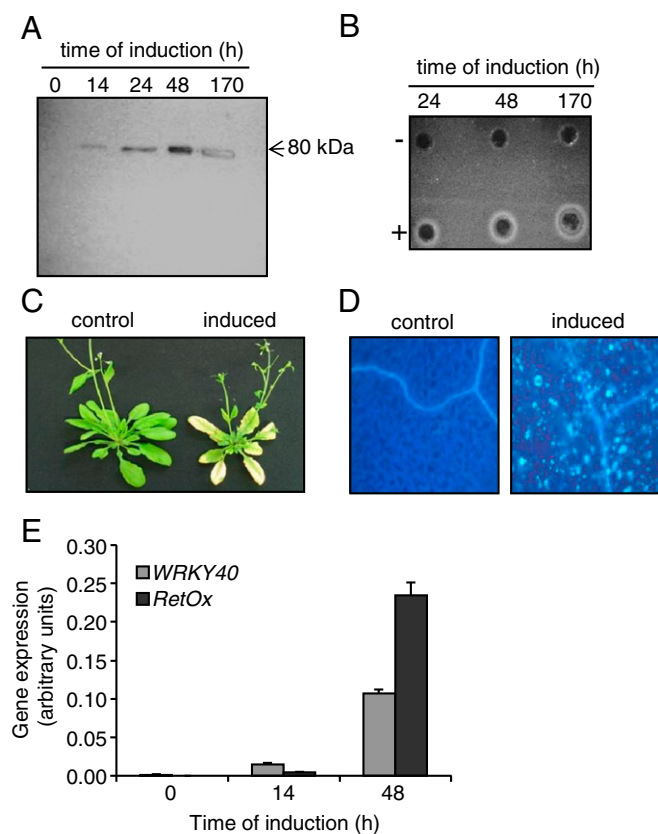 A
time of induction (h)
0 14 24 48 170
80 kDa
B
time of induction (h)
24 48 170
-
+
C
control induced
D
control induced
E
Gene expression
(arbitrary units)
0.30
0.25
0.20
0.15
0.10
0.05
0.00
WRKY40
RetOx
0 14 48
Time of induction (h)